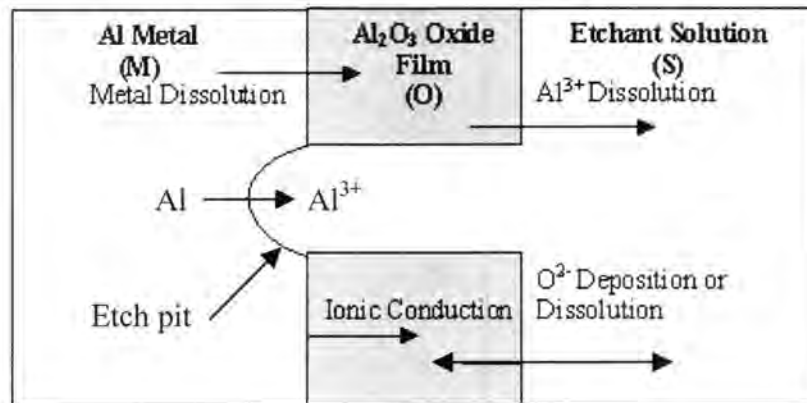 Al Metal
(M)
Metal Dissolution
Al₂O₃ Oxide
Film
(O)
Etchant Solution
(S)
Al³⁺ Dissolution
Al
Al³⁺
Etch pit
Ionic Conduction
O²⁻ Deposition or
Dissolution